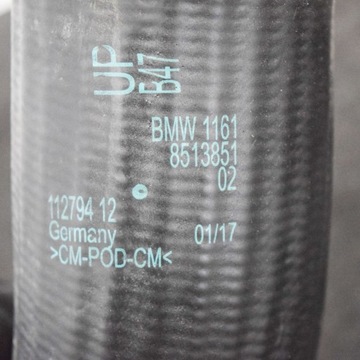 UP
B47
BMW 1161
8513851
02
112794 12
Germany 01/17
>CM-POD-CM<